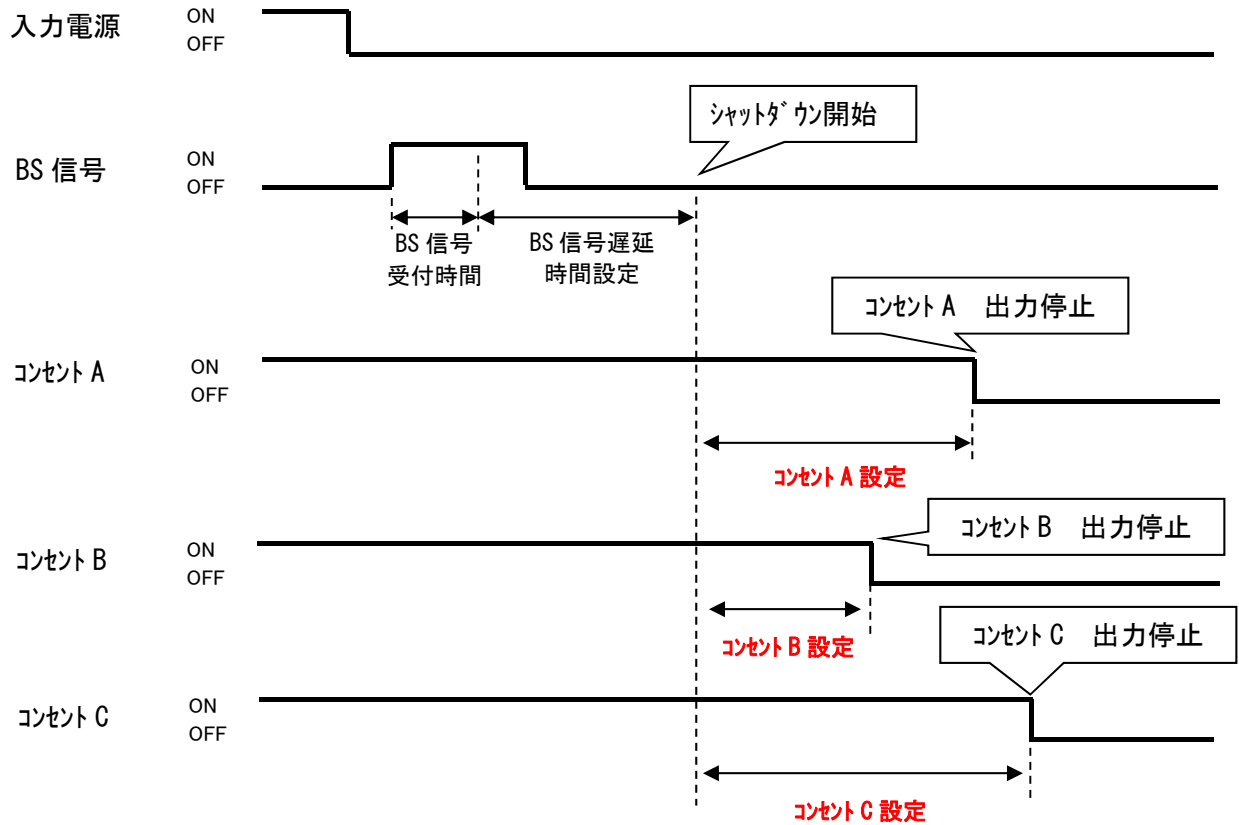 入力電源
ON
OFF
シャットダウン開始
BS 信号
ON
OFF
BS 信号
受付時間
BS 信号遅延
時間設定
コンセント A 出力停止
コンセント A
ON
OFF
コンセント A 設定
コンセント B 出力停止
コンセント B
ON
OFF
コンセント B 設定
コンセント C 出力停止
コンセント C
ON
OFF
コンセント C 設定